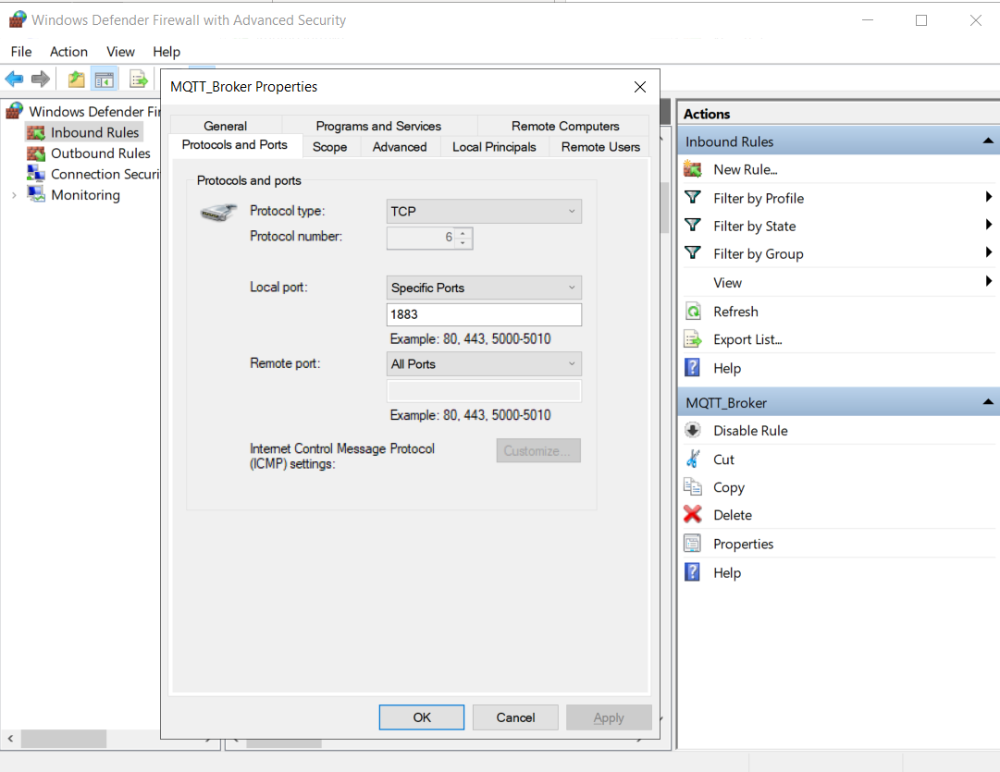 Windows Defender Firewall with Advanced Security
File Action View Help
MQTT_Broker Properties
Windows Defender Fir
Inbound Rules
Outbound Rules
Connection Securi
Monitoring
General Programs and Services Remote Computers
Protocols and Ports Scope Advanced Local Principals Remote Users
Protocols and ports
Protocol type: TCP
Protocol number: 6
Local port: Specific Ports
1883
Example: 80, 443, 5000-5010
Remote port: All Ports
Example: 80, 443, 5000-5010
Internet Control Message Protocol
(ICMP) settings:
Customize...
OK Cancel Apply
Actions
Inbound Rules
New Rule...
Filter by Profile
Filter by State
Filter by Group
View
Refresh
Export List...
Help
MQTT_Broker
Disable Rule
Cut
Copy
Delete
Properties
Help